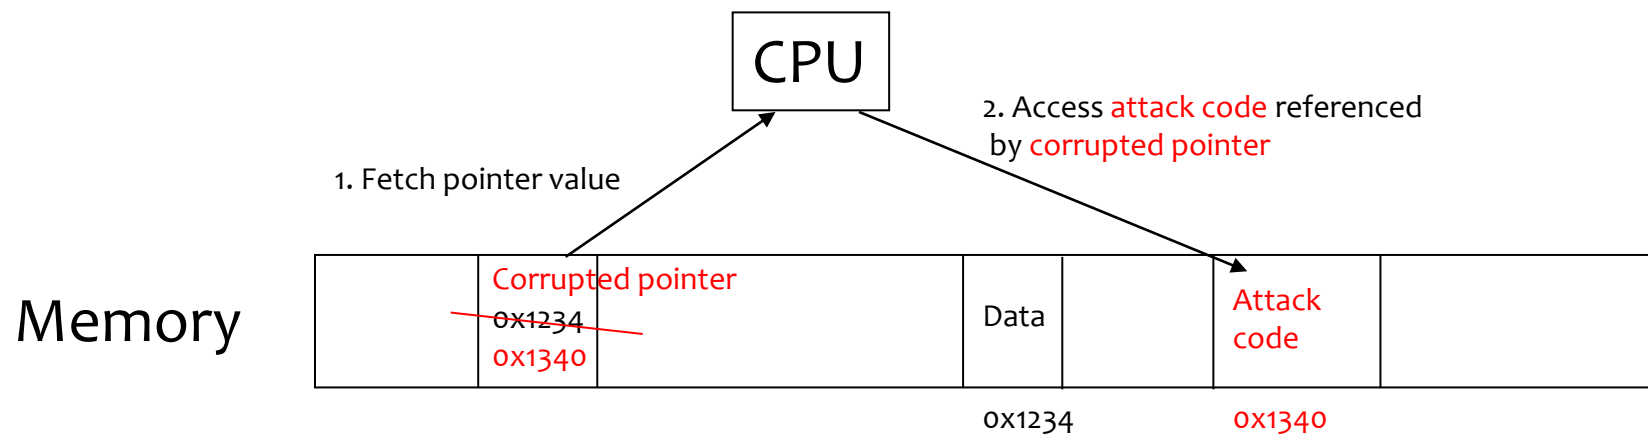 CPU
2. Access attack code referenced
by corrupted pointer
1. Fetch pointer value
Memory
Corrupted pointer
0x1234
0x1340
Data
Attack
code
0x1234
0x1340